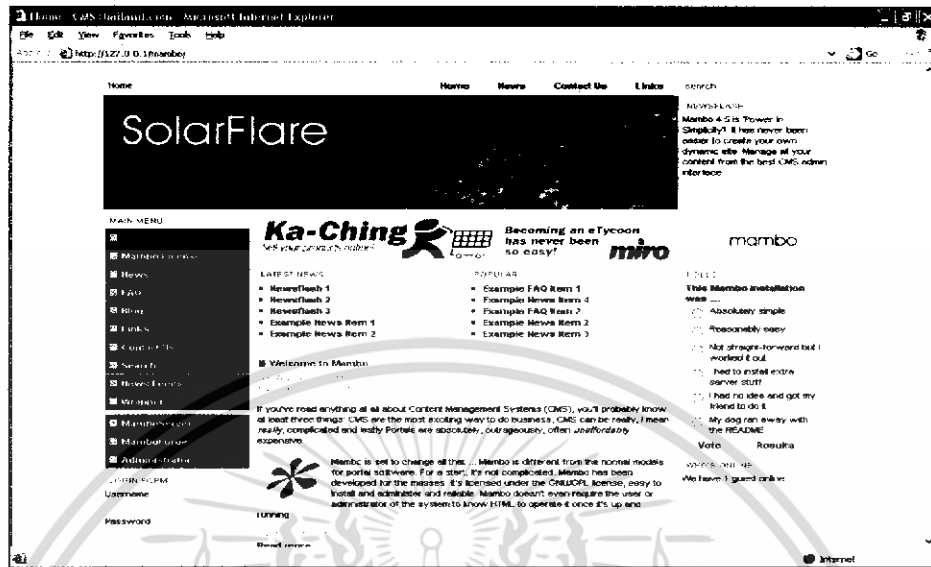 Home - CMSThailand.com - Microsoft Internet Explorer
File Edit View Favorites Tools Help
http://127.0.0.1/mambo/
Go
Home
Home News Contact Us Links
search
SolarFlare
NEWSFLASH
Mambo 4.5 is 'Power in
Simplicity'! It has never been
easier to create your own
dynamic site. Manage all your
content from the best CMS admin
interface
MAIN MENU
Mambo License
News
FAQ
Blog
Links
Contact Us
Search
News Feeds
Wrapper
MamboServer
MamboForge
Administrator
LOGIN FORM
Username
Password
Ka-Ching
Sell your products online!
Becoming an eTycoon
has never been
so easy!
miro
mambo
LATEST NEWS
Newsflash 1
Newsflash 2
Newsflash 3
Example News Item 1
Example News Item 2
POPULAR
Example FAQ Item 1
Example News Item 4
Example FAQ Item 2
Example News Item 2
Example News Item 3
Welcome to Mambo
If you've read anything at all about Content Management Systems (CMS), you'll probably know
at least three things: CMS are the most exciting way to do business, CMS can be really, I mean
really, complicated and lastly Portals are absolutely, outrageously, often unaffordably
expensive.
Mambo is set to change all that ... Mambo is different from the normal models
for portal software. For a start, it's not complicated. Mambo has been
developed for the masses. It's licensed under the GNU/GPL license, easy to
install and administer and reliable. Mambo doesn't even require the user or
administrator of the system to know HTML to operate it once it's up and
running
Read more
POLLS
This Mambo installation
was ....
Absolutely simple
Reasonably easy
Not straight-forward but I
worked it out
I had to install extra
server stuff
I had no idea and got my
friend to do it
My dog ran away with
the README
Vote Results
WHO'S ONLINE
We have 1 guest online
Internet